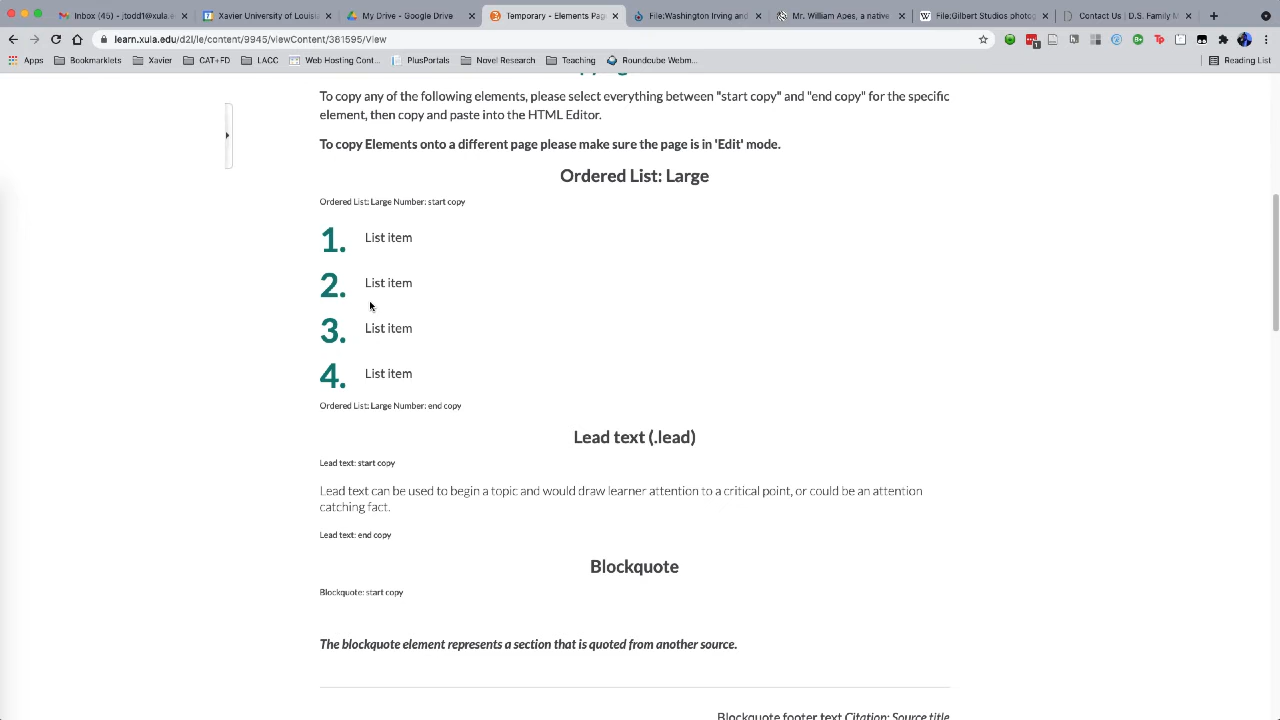 Inbox (45) - jtodd1@xula.e
Xavier University of Louisi
My Drive - Google Drive
Temporary - Elements Pag
File:Washington Irving and
Mr. William Apes, a native
File:Gilbert Studios photog
Contact Us | D.S. Family M
learn.xula.edu/d2l/le/content/9945/viewContent/381595/View
Apps Bookmarklets Xavier CAT+FD LACC Web Hosting Cont... PlusPortals Novel Research Teaching Roundcube Webm... Reading List
To copy any of the following elements, please select everything between "start copy" and "end copy" for the specific
element, then copy and paste into the HTML Editor.
To copy Elements onto a different page please make sure the page is in 'Edit' mode.
Ordered List: Large
Ordered List: Large Number: start copy
1. List item
2. List item
3. List item
4. List item
Ordered List: Large Number: end copy
Lead text (.lead)
Lead text: start copy
Lead text can be used to begin a topic and would draw learner attention to a critical point, or could be an attention
catching fact.
Lead text: end copy
Blockquote
Blockquote: start copy
The blockquote element represents a section that is quoted from another source.
Blockquote footer text Citation: Source title